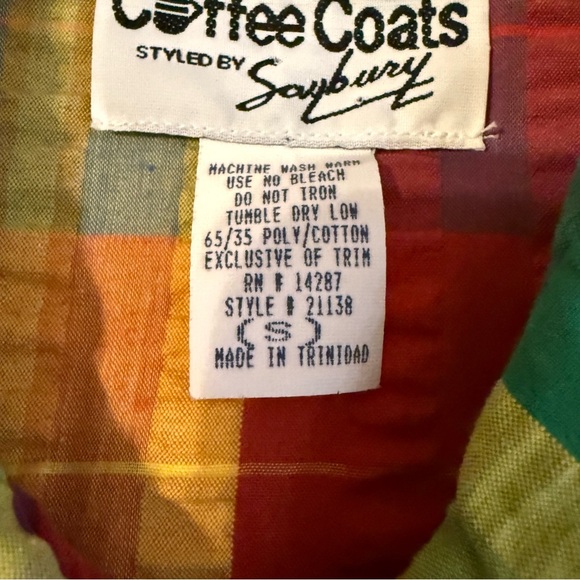 Coffee Coats
STYLED BY Saybury
MACHINE WASH WARM
USE NO BLEACH
DO NOT IRON
TUMBLE DRY LOW
65/35 POLY/COTTON
EXCLUSIVE OF TRIM
RN # 14287
STYLE # 21138
(S)
MADE IN TRINIDAD